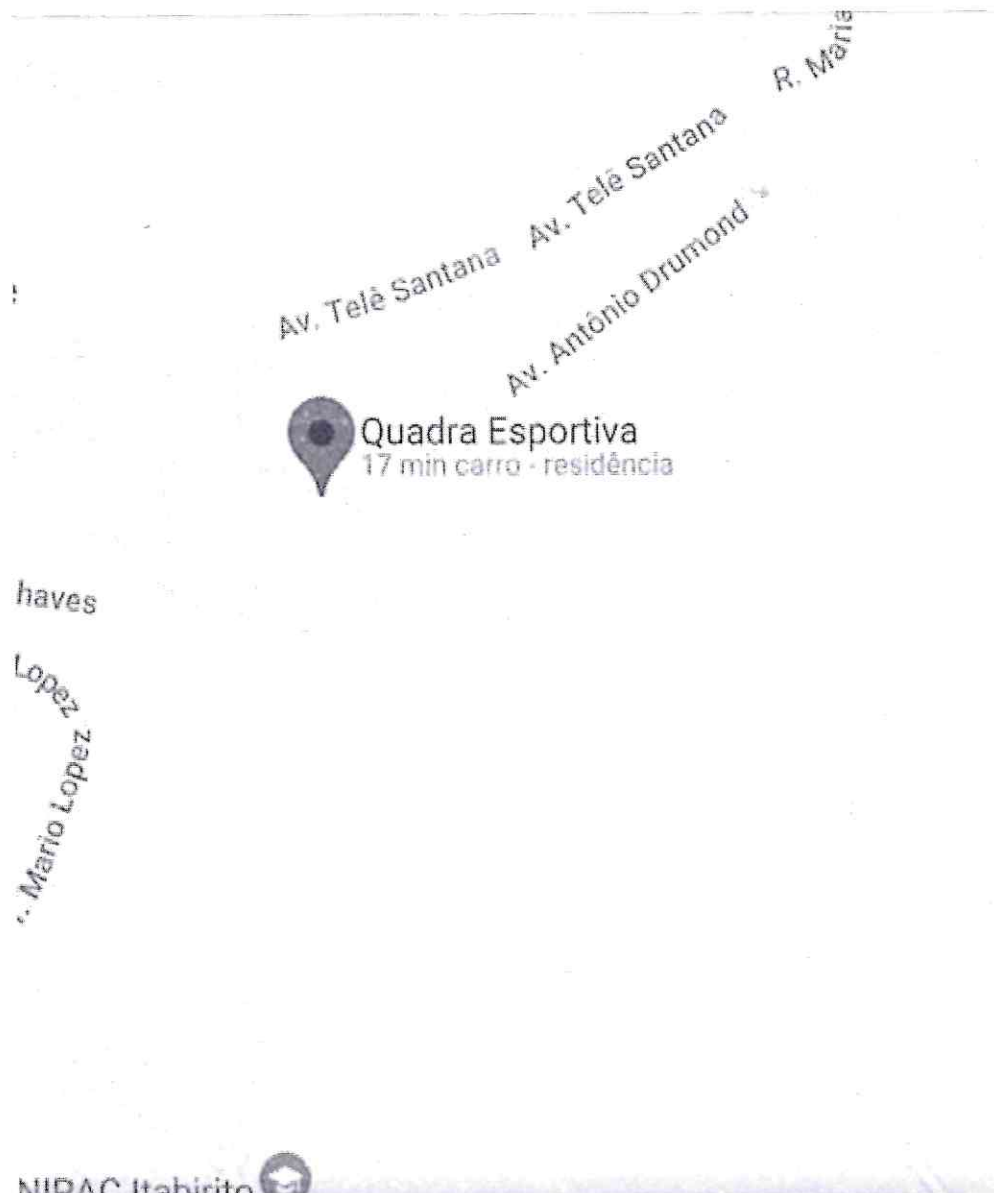 R. Maria
Av. Telê Santana
Av. Telê Santana
Av. Antônio Drumond
Quadra Esportiva
17 min carro - residência
haves
Lopez
. Mario Lopez
Itabirito